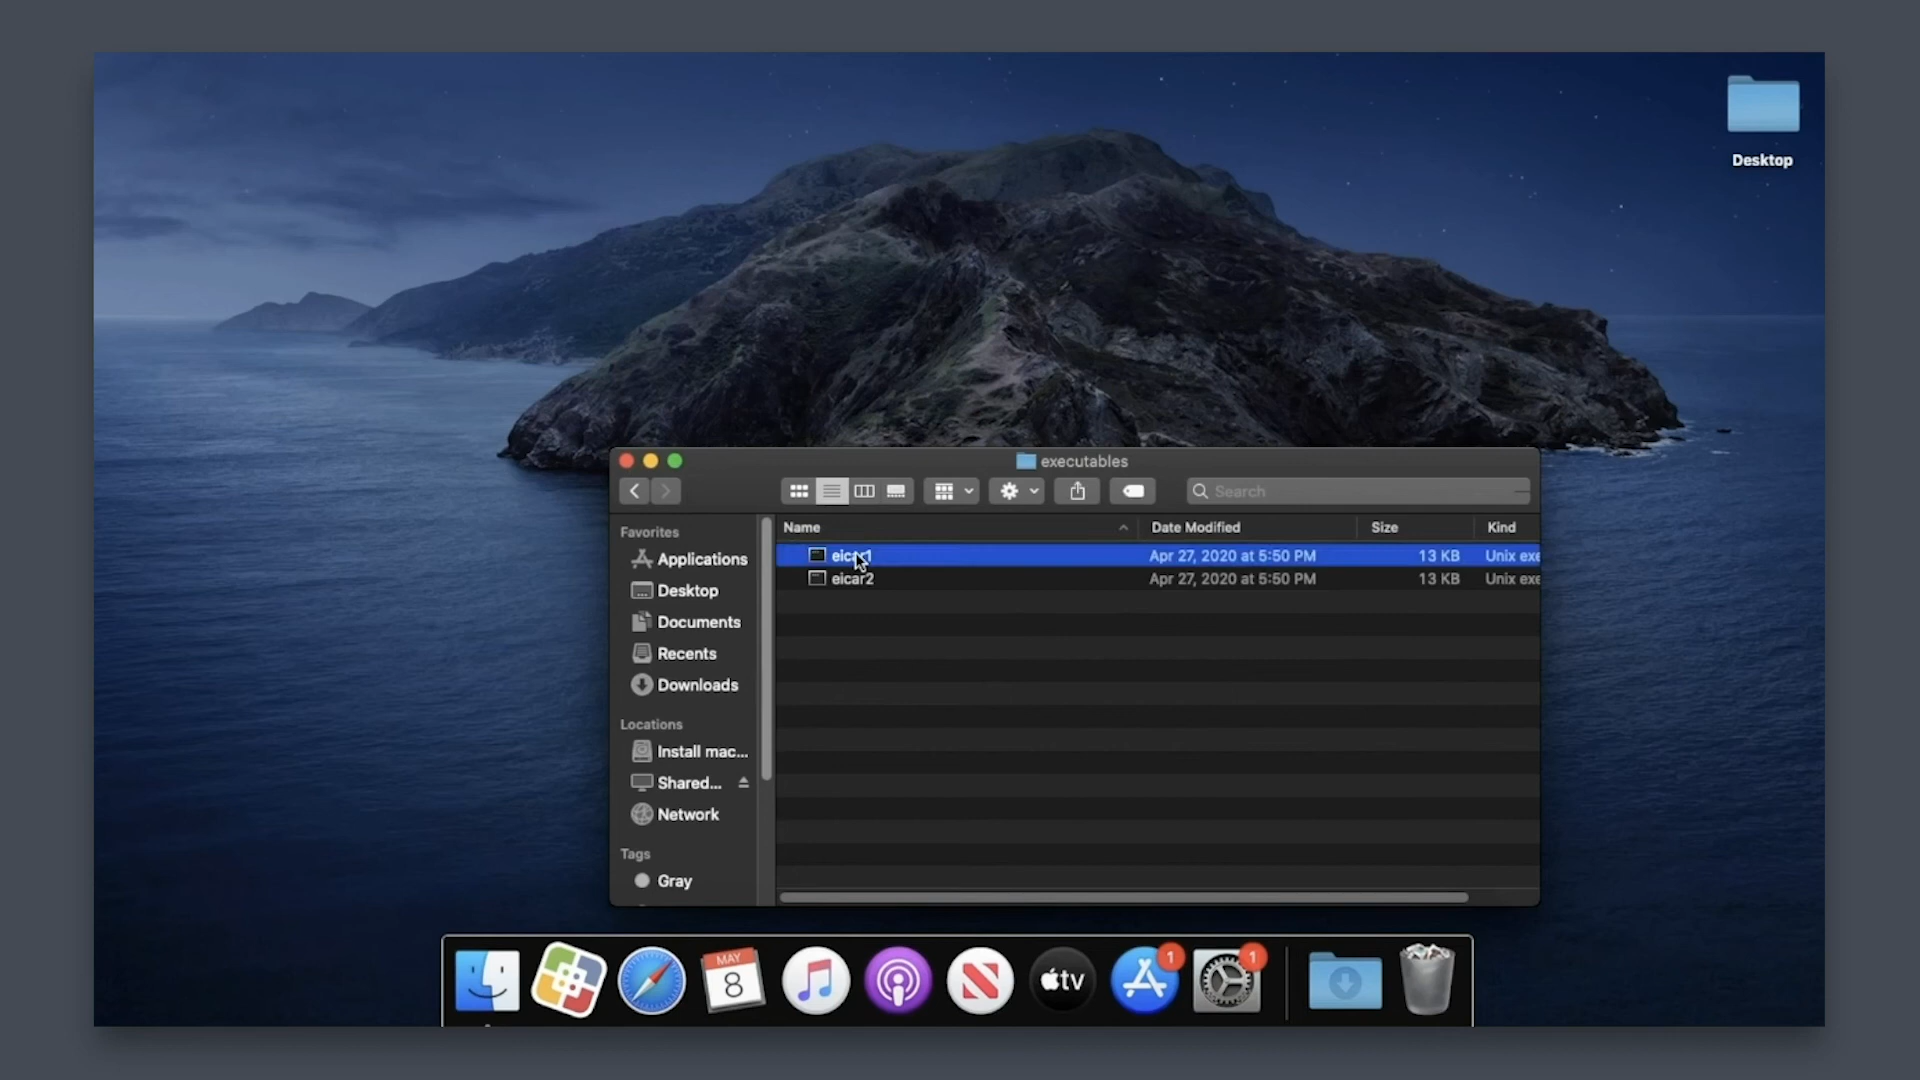 Desktop
executables
Search
Name Date Modified Size Kind
eicar1 Apr 27, 2020 at 5:50 PM 13 KB Unix exe
eicar2 Apr 27, 2020 at 5:50 PM 13 KB Unix exe
Favorites
Applications
Desktop
Documents
Recents
Downloads
Locations
Install mac...
Shared...
Network
Tags
Gray
MAY
8
tv
1
1